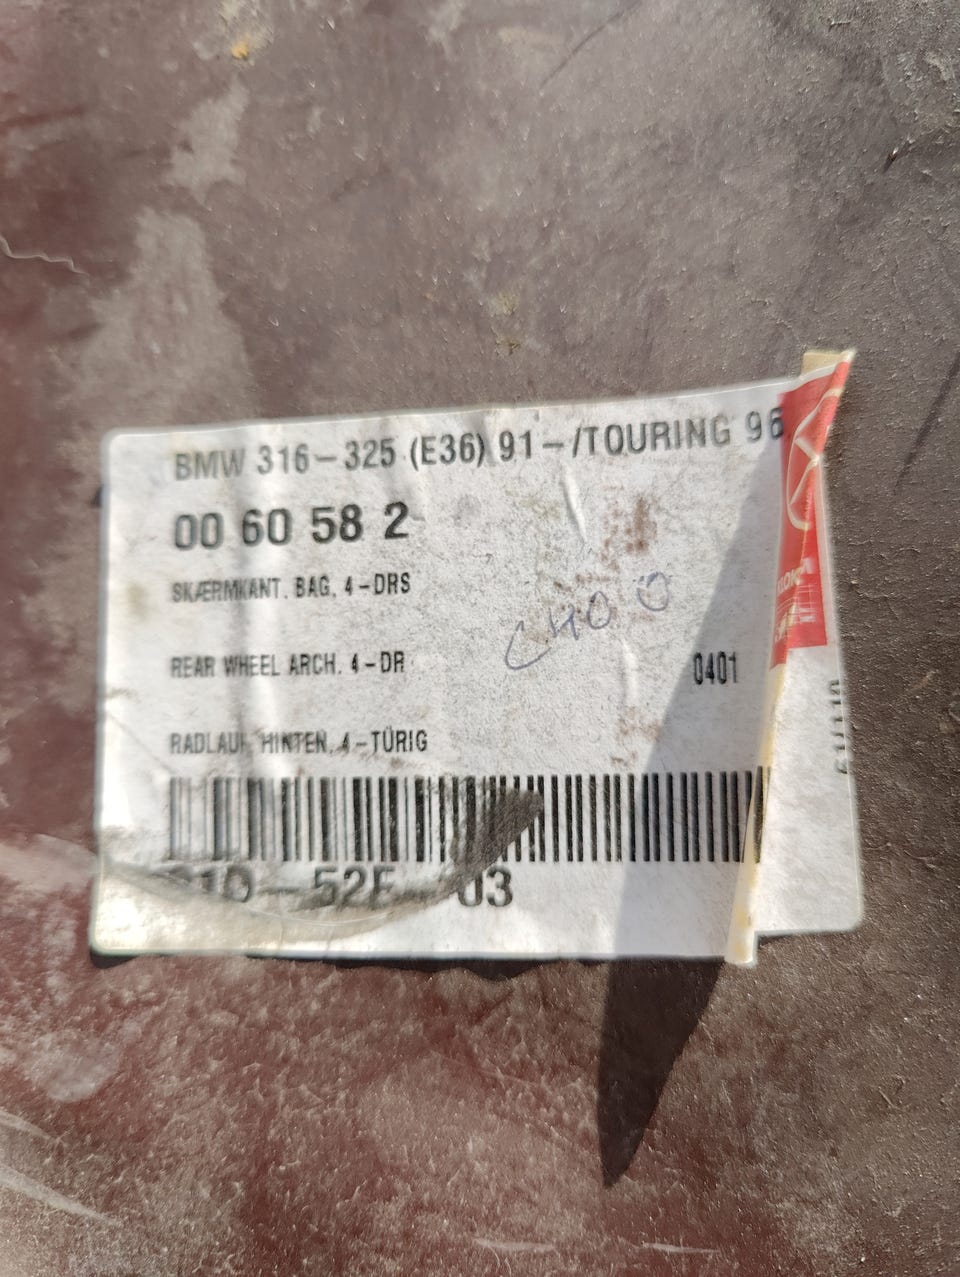 BMW 316-325 (E36) 91-/TOURING 96
00 60 58 2
SKÆRMKANT. BAG. 4-DRS
REAR WHEEL ARCH. 4-DR
0401
RADLAUF, HINTEN, 4-TÜRIG